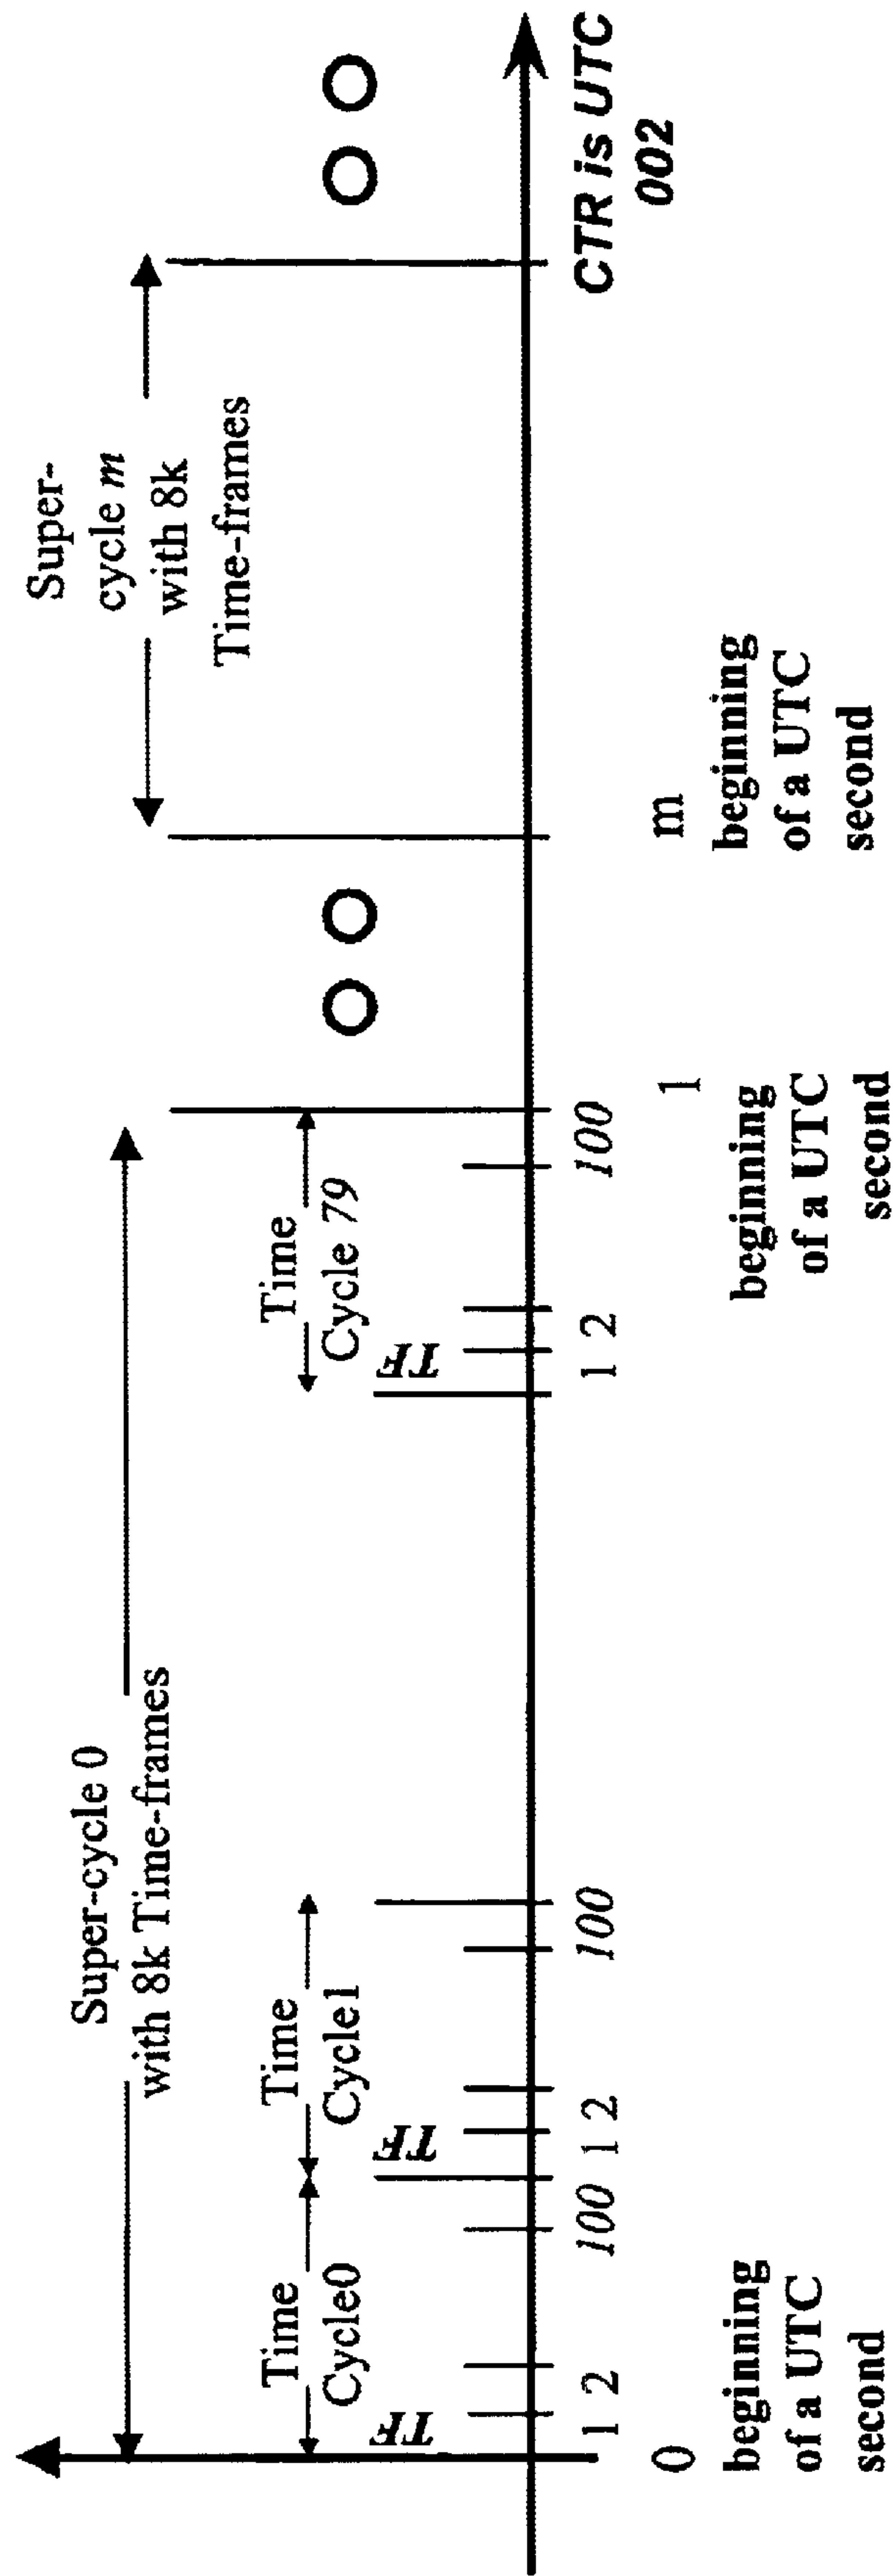 Super-cycle 0
with 8k Time-frames
Super-
cycle m
with 8k
Time-frames
Time
Cycle0
Time
Cycle1
Time
Cycle 79
TF
TF
TF
1 2
100
1 2
100
1 2
100
CTR is UTC
002
0
beginning
of a UTC
second
1
beginning
of a UTC
second
m
beginning
of a UTC
second